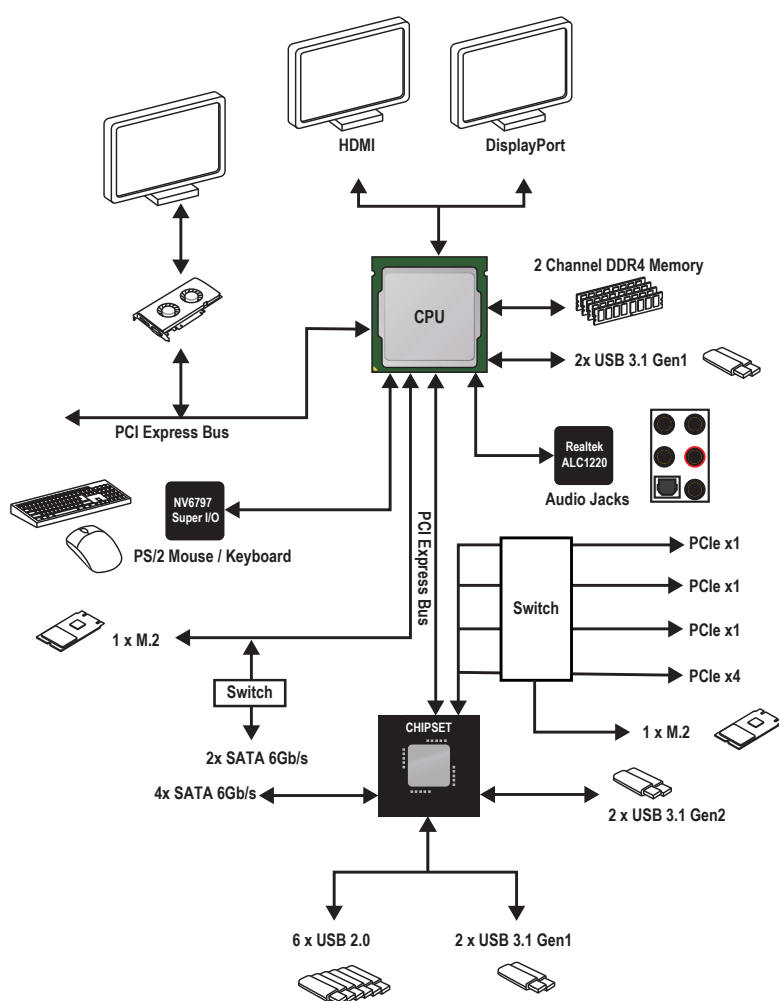 HDMI
DisplayPort
2 Channel DDR4 Memory
CPU
2x USB 3.1 Gen1
PCI Express Bus
Realtek
ALC1220
Audio Jacks
NV6797
Super I/O
PS/2 Mouse / Keyboard
PCI Express Bus
PCIe x1
PCIe x1
Switch
PCIe x1
PCIe x4
1 x M.2
Switch
CHIPSET
1 x M.2
2x SATA 6Gb/s
4x SATA 6Gb/s
2 x USB 3.1 Gen2
6 x USB 2.0
2 x USB 3.1 Gen1